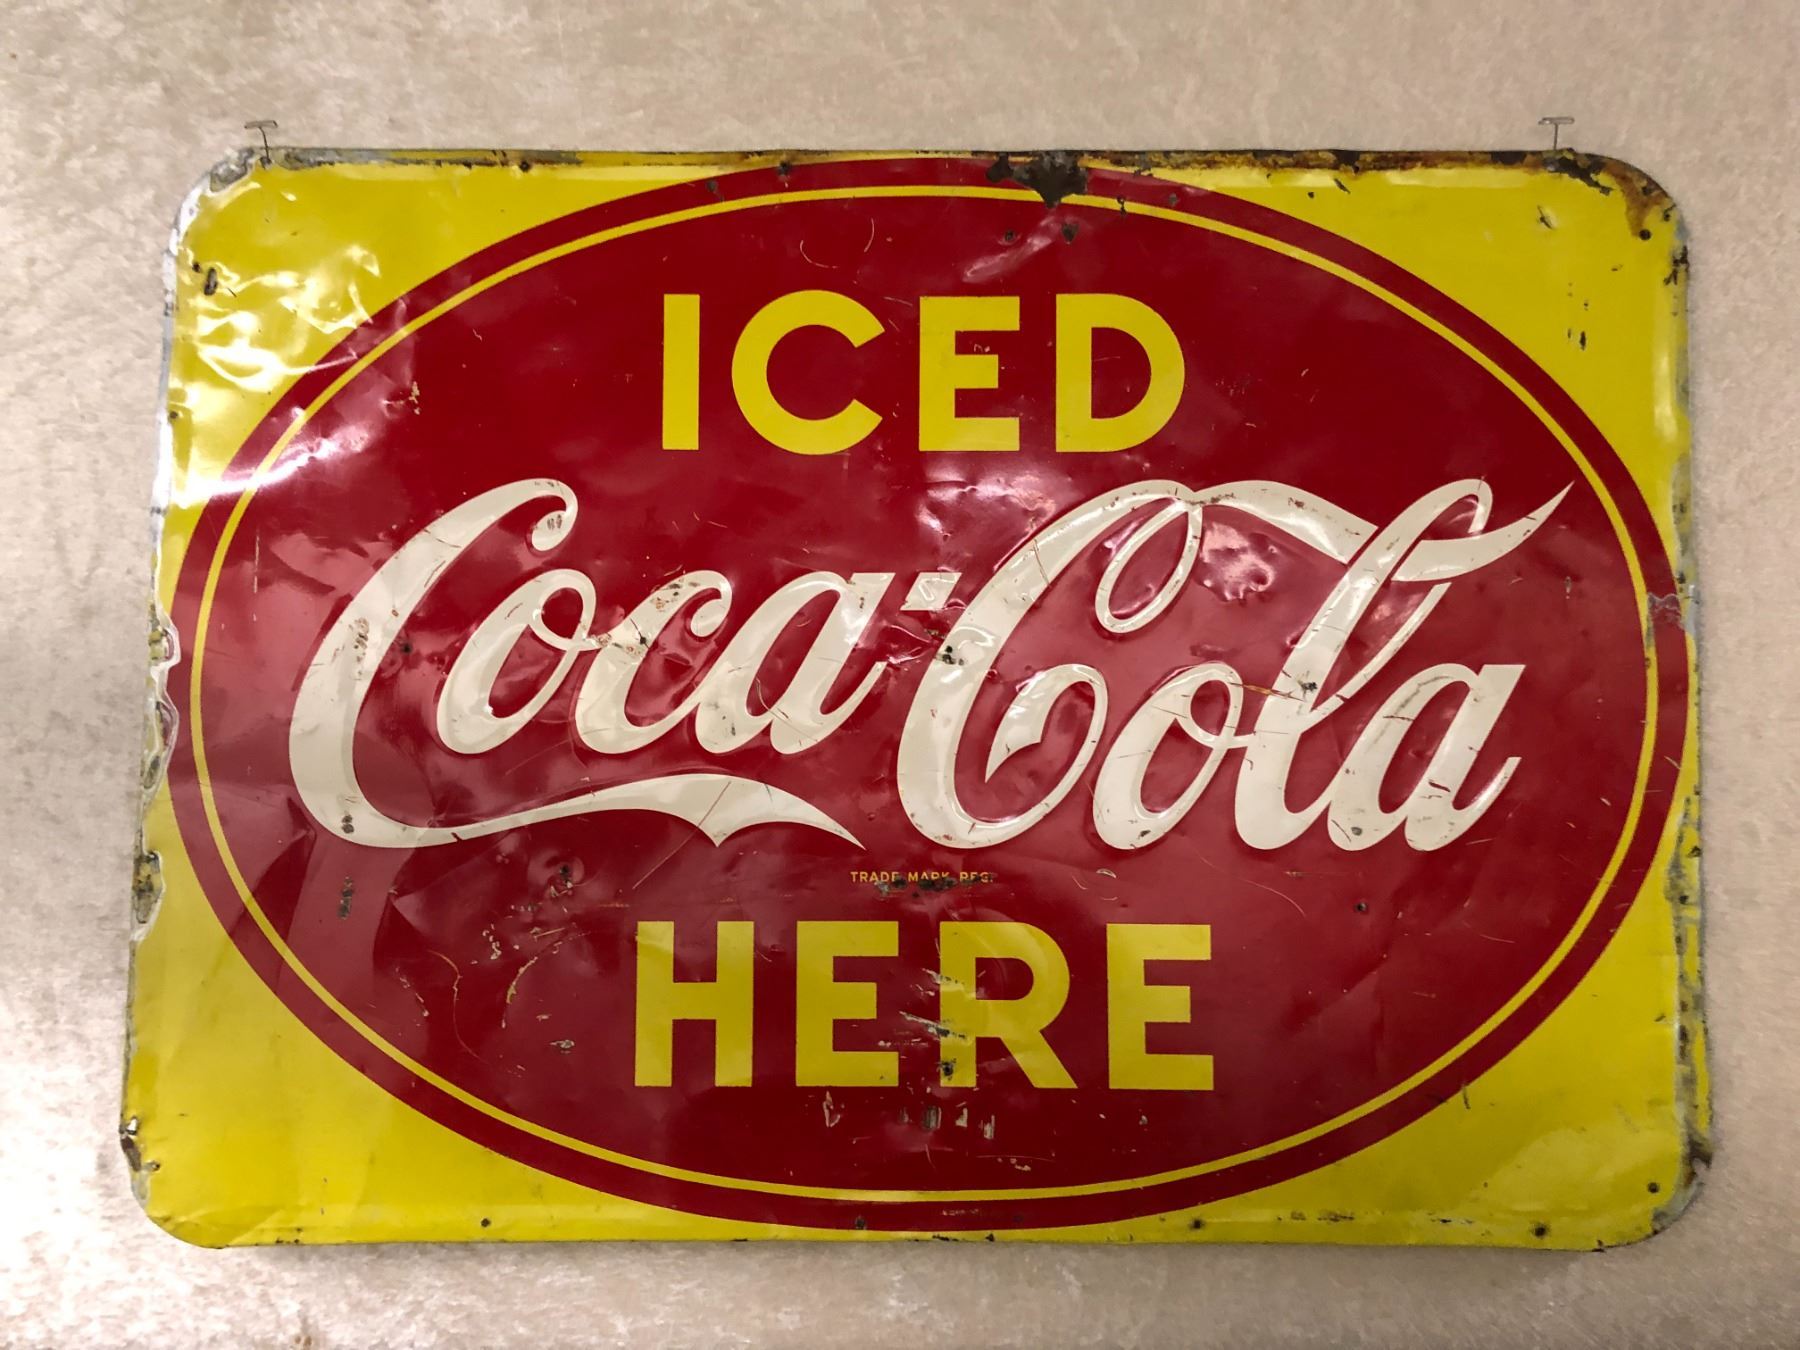 ICED
Coca-Cola
TRADE MARK REG.
HERE